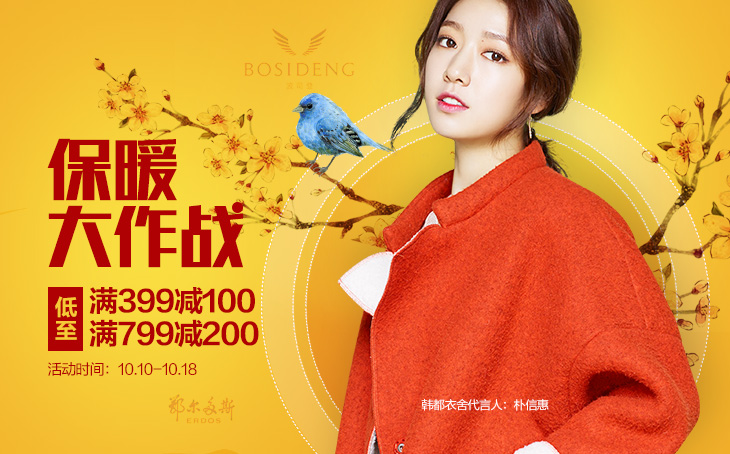 BOSIDENG
保暖
大作战
低至
满399减100
满799减200
活动时间：10.10-10.18
鄂尔多斯
ERDOS
韩都衣舍代言人：朴信惠